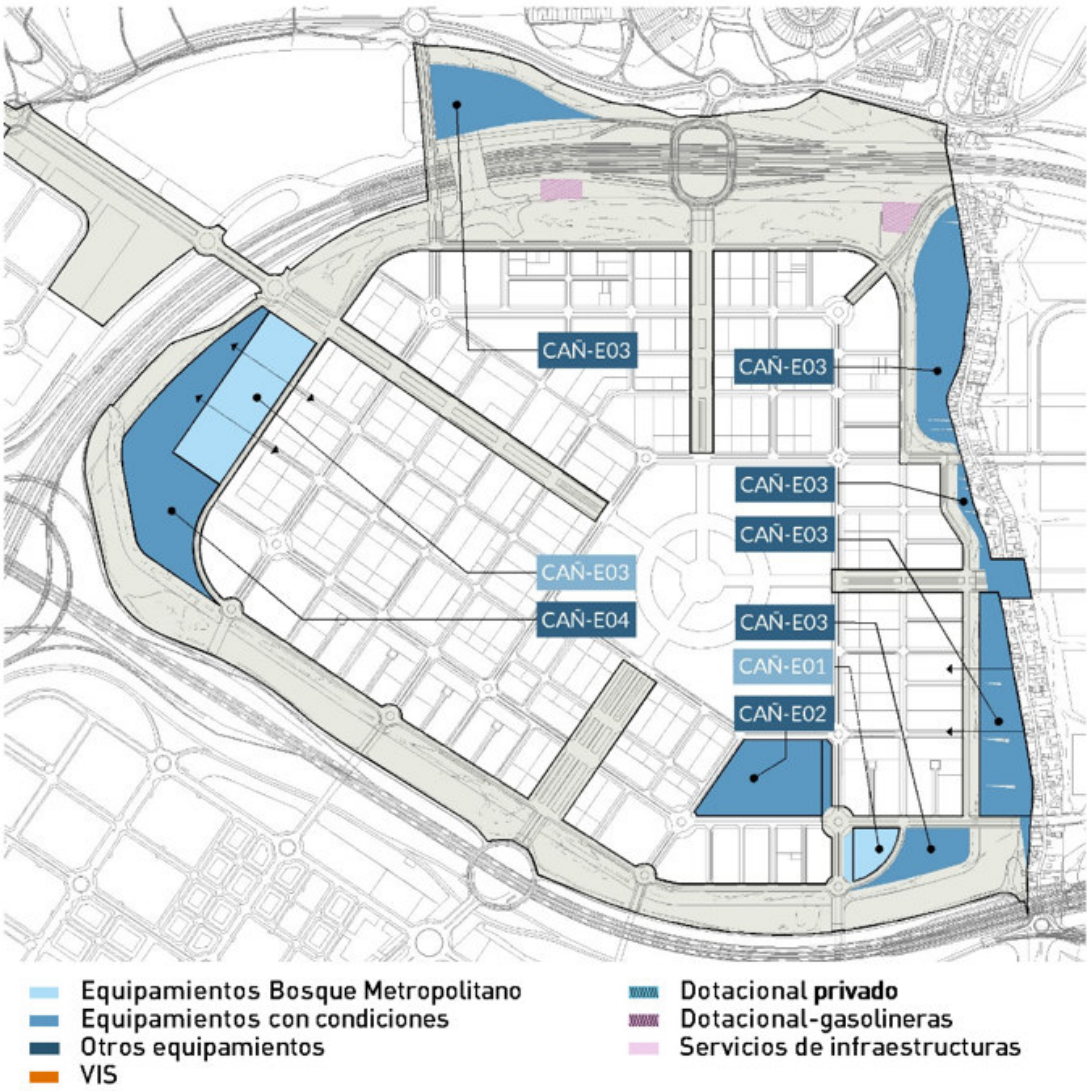 CAÑ-E03
CAÑ-E03
CAÑ-E03
CAÑ-E03
CAÑ-E03
CAÑ-E04
CAÑ-E03
CAÑ-E01
CAÑ-E02
Equipamientos Bosque Metropolitano
Equipamientos con condiciones
Otros equipamientos
VIS
Dotacional privado
Dotacional-gasolineras
Servicios de infraestructuras